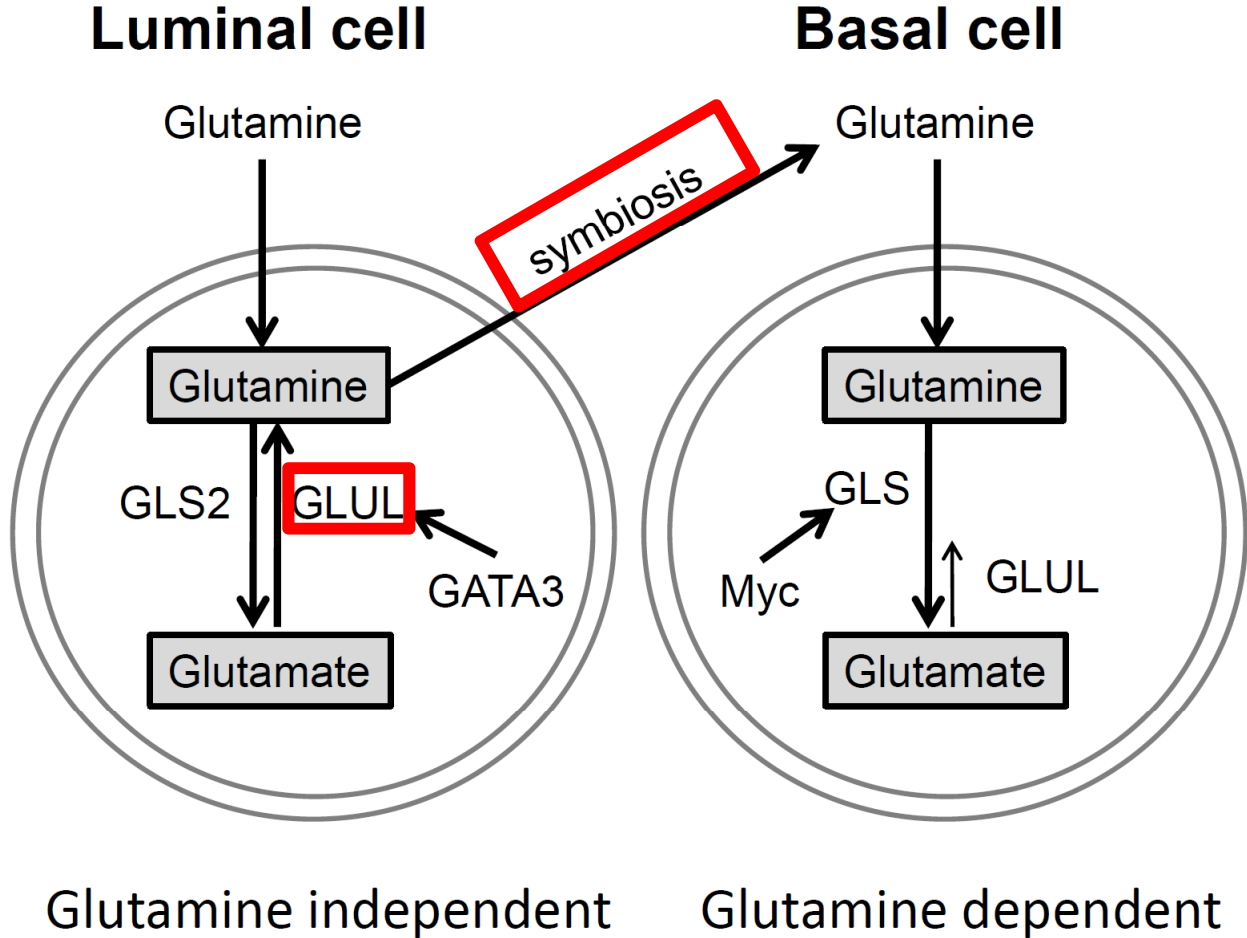 Luminal cell
Basal cell
Glutamine
Glutamine
symbiosis
Glutamine
Glutamine
GLS2
GLUL
GLS
GATA3
Myc
GLUL
Glutamate
Glutamate
Glutamine independent
Glutamine dependent